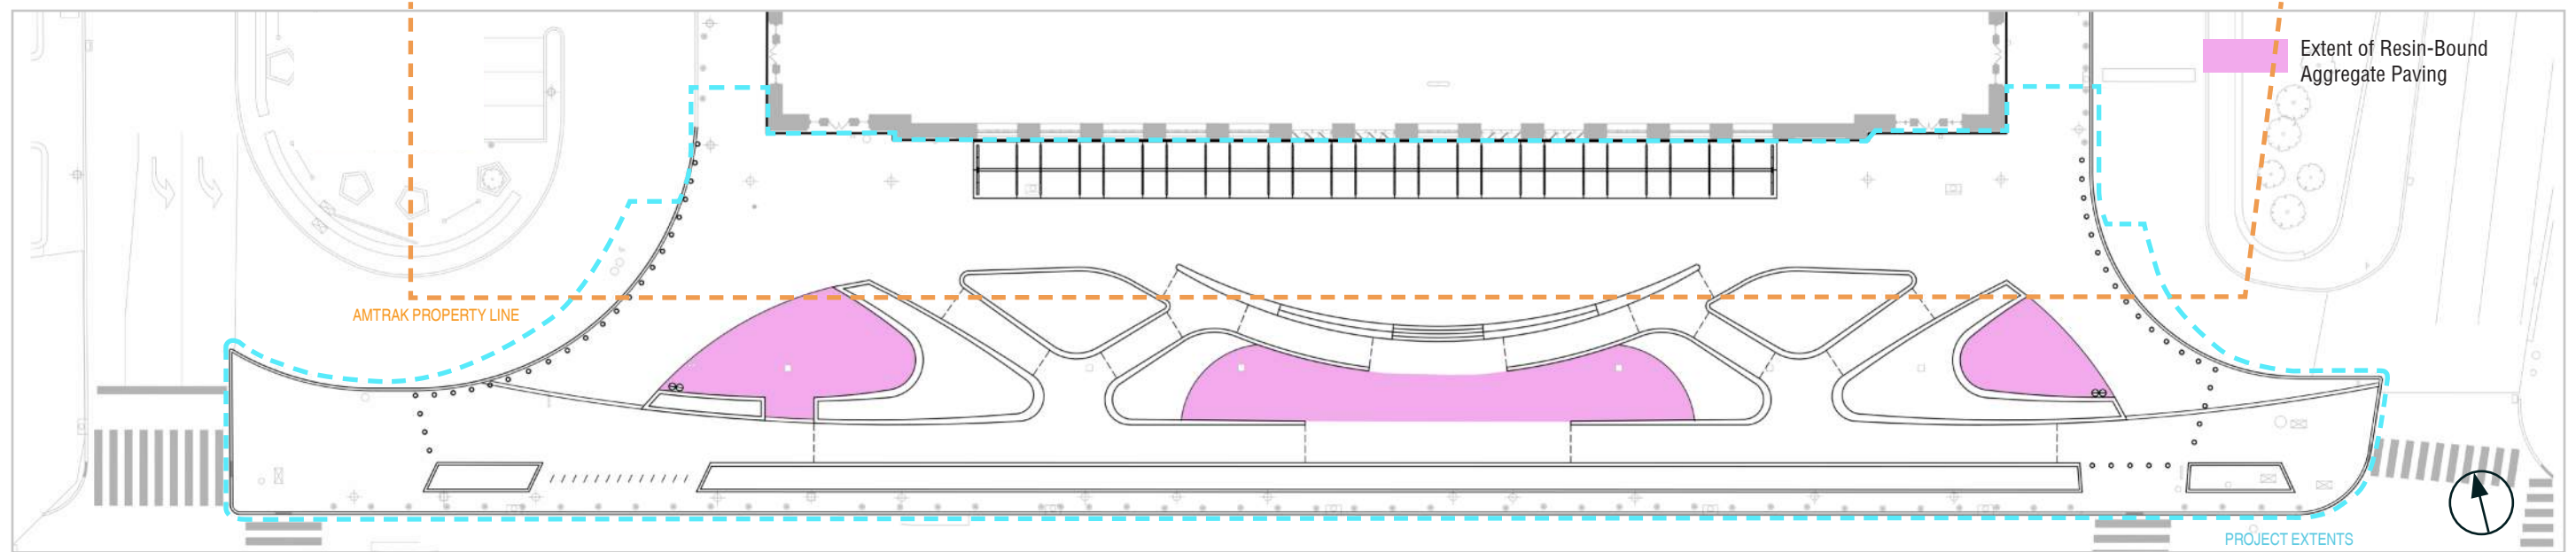 Extent of Resin-Bound
Aggregate Paving
AMTRAK PROPERTY LINE
PROJECT EXTENTS